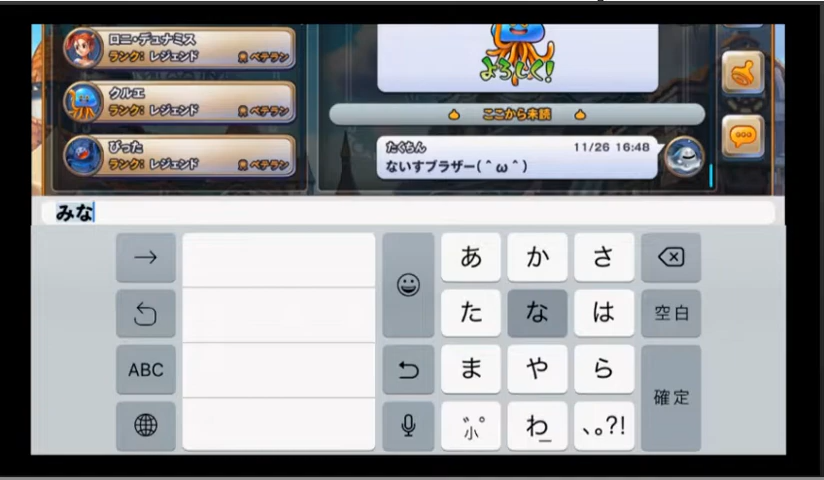 ロニ・デュナミス
ランク: レジェンド
ベテラン
クルエ
ランク: レジェンド
ベテラン
ぴった
ランク: レジェンド
ベテラン
よろしく!
ここから未読
たくちん 11/26 16:48
ないすブラザー(＾ω＾)
みな
→ あ か さ
た な は 空白
ABC ま や ら 確定
゛゜小 わ_ 、。?!